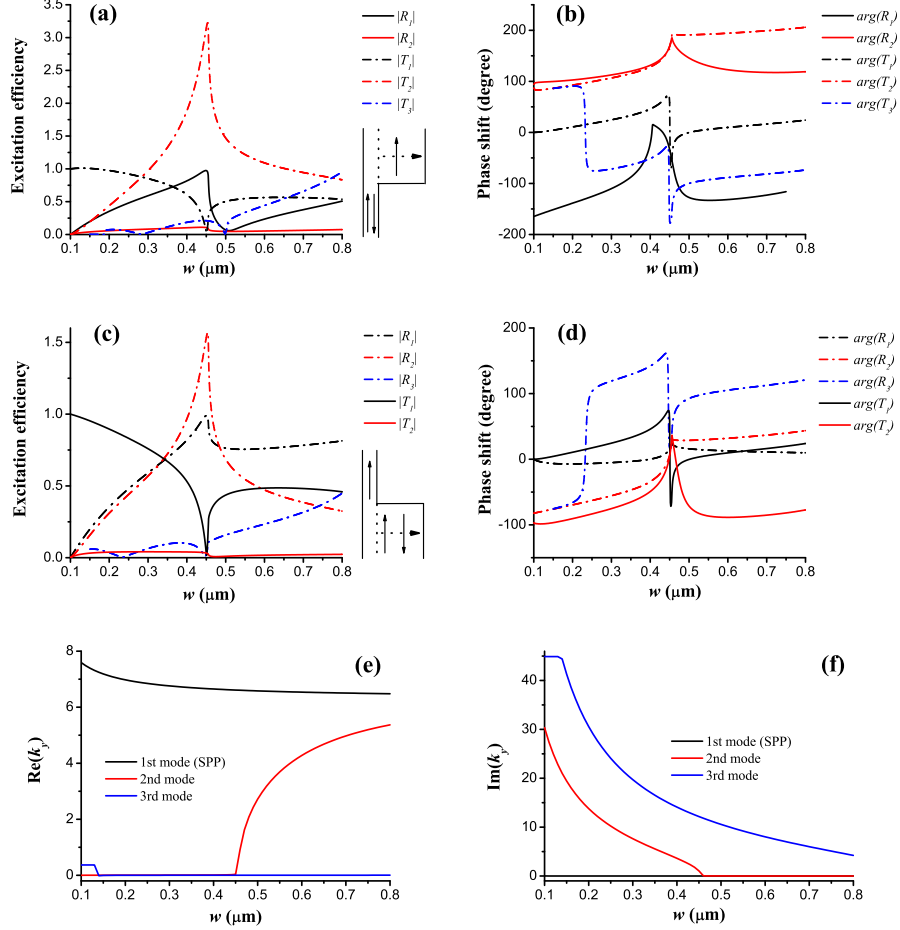 (a)
Excitation efficiency
3.5
3.0
2.5
2.0
1.5
1.0
0.5
0.0
0.1 0.2 0.3 0.4 0.5 0.6 0.7 0.8
w (μm)
|R1|
|R2|
|T1|
|T2|
|T3|
(b)
Phase shift (degree)
200
100
0
-100
-200
0.1 0.2 0.3 0.4 0.5 0.6 0.7 0.8
w (μm)
arg(R1)
arg(R2)
arg(T1)
arg(T2)
arg(T3)
(c)
Excitation efficiency
1.5
1.0
0.5
0.0
0.1 0.2 0.3 0.4 0.5 0.6 0.7 0.8
w (μm)
|R1|
|R2|
|R3|
|T1|
|T2|
(d)
Phase shift (degree)
200
100
0
-100
0.1 0.2 0.3 0.4 0.5 0.6 0.7 0.8
w (μm)
arg(R1)
arg(R2)
arg(R3)
arg(T1)
arg(T2)
(e)
Re(ky)
8
6
4
2
0
1st mode (SPP)
2nd mode
3rd mode
0.1 0.2 0.3 0.4 0.5 0.6 0.7 0.8
w (μm)
(f)
Im(ky)
40
30
20
10
0
1st mode (SPP)
2nd mode
3rd mode
0.1 0.2 0.3 0.4 0.5 0.6 0.7 0.8
w (μm)